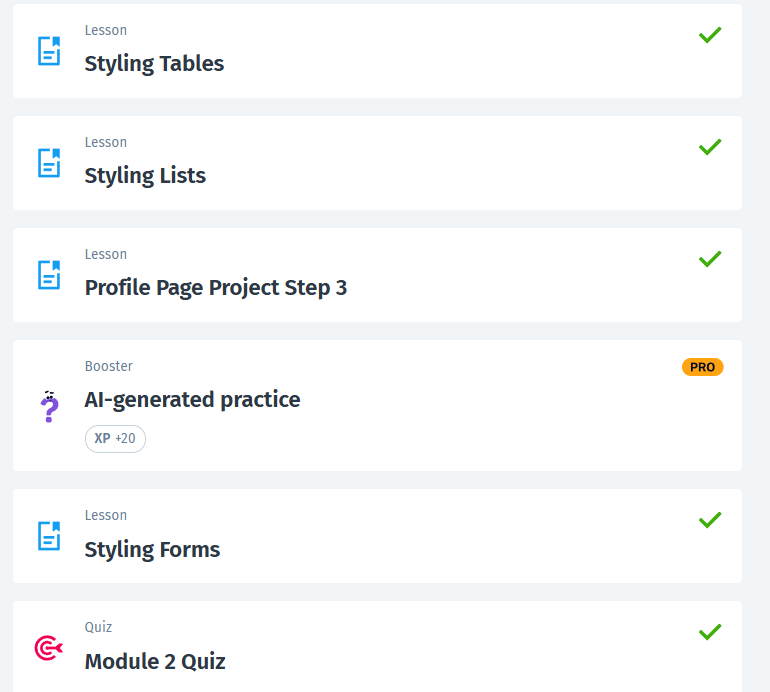 Lesson
Styling Tables
Lesson
Styling Lists
Lesson
Profile Page Project Step 3
Booster
PRO
AI-generated practice
XP +20
Lesson
Styling Forms
Quiz
Module 2 Quiz